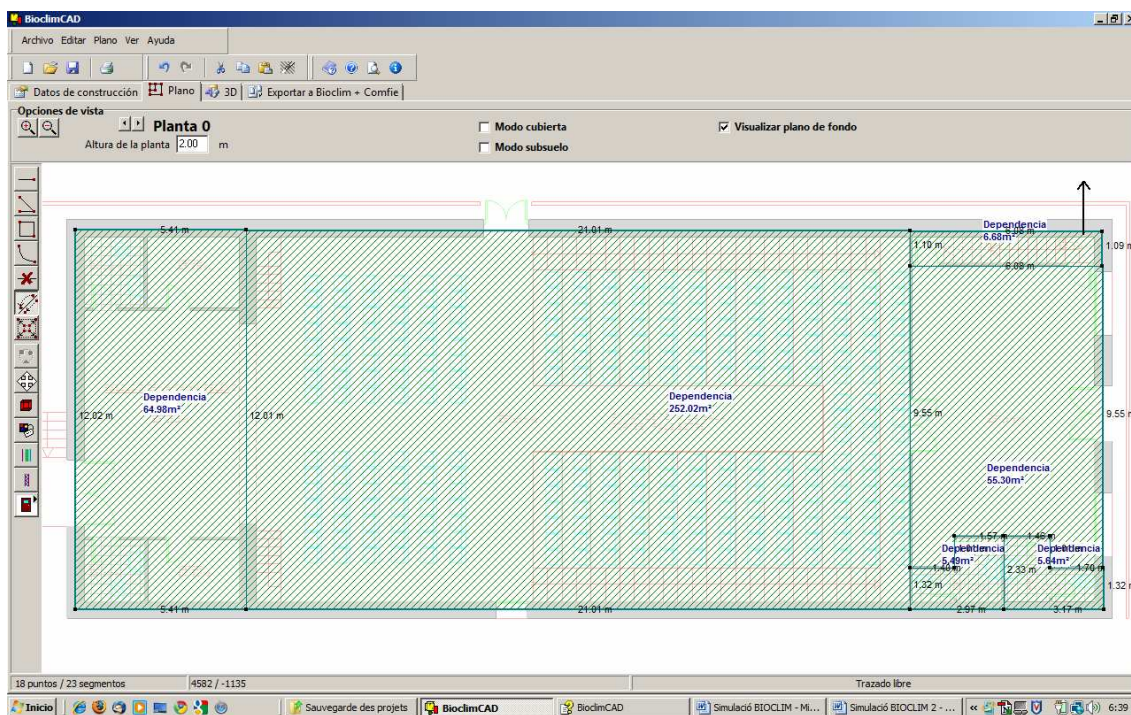 BioclimCAD
Archivo Editar Plano Ver Ayuda
Datos de construcción Plano 3D Exportar a Bioclim + Comfie
Opciones de vista
Planta 0
Altura de la planta 2.00 m
Modo cubierta
Modo subsuelo
Visualizar plano de fondo
5.41 m
21.01 m
Dependencia
6.68m²
1.10 m
1.09 m
6.08 m
Dependencia
64.98m²
12.02 m
12.01 m
Dependencia
252.02m²
9.55 m
9.55 m
Dependencia
55.30m²
1.57 m
1.46 m
Dependencia
5.49m²
Dependencia
5.64m²
1.70 m
1.32 m
2.33 m
1.32 m
5.41 m
21.01 m
2.97 m
3.17 m
18 puntos / 23 segmentos
4582 / -1135
Trazado libre
Inicio
Sauvegarde des projets
BioclimCAD
BioclimCAD
Simulació BIOCLIM - Mi...
Simulació BIOCLIM 2 - ...
6:39